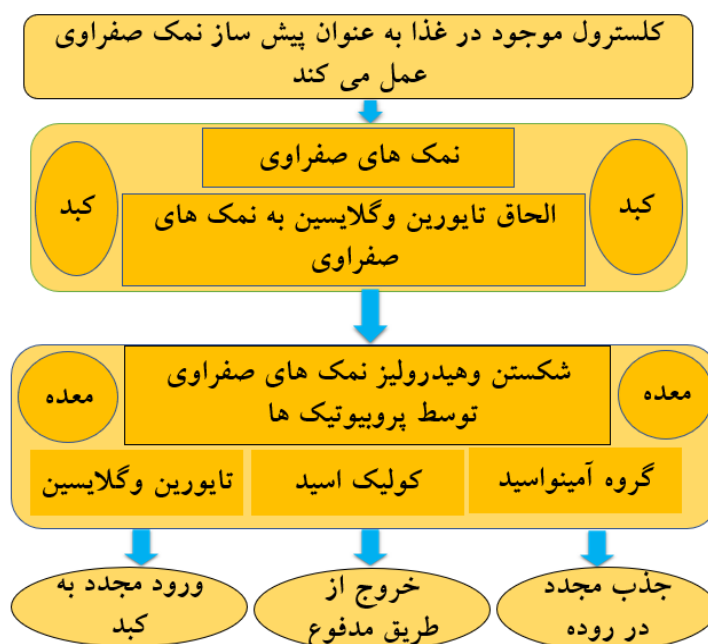 کلسترول موجود در غذا به عنوان پیش ساز نمک صفراوی
عمل می کند
نمک های صفراوی
کبد
کبد
الحاق تایورین وگلایسین به نمک های
صفراوی
شکستن وهیدرولیز نمک های صفراوی
توسط پروبیوتیک ها
معده
معده
گروه آمینواسید
کولیک اسید
تایورین وگلایسین
جذب مجدد
در روده
خروج از
طریق مدفوع
ورود مجدد به
کبد